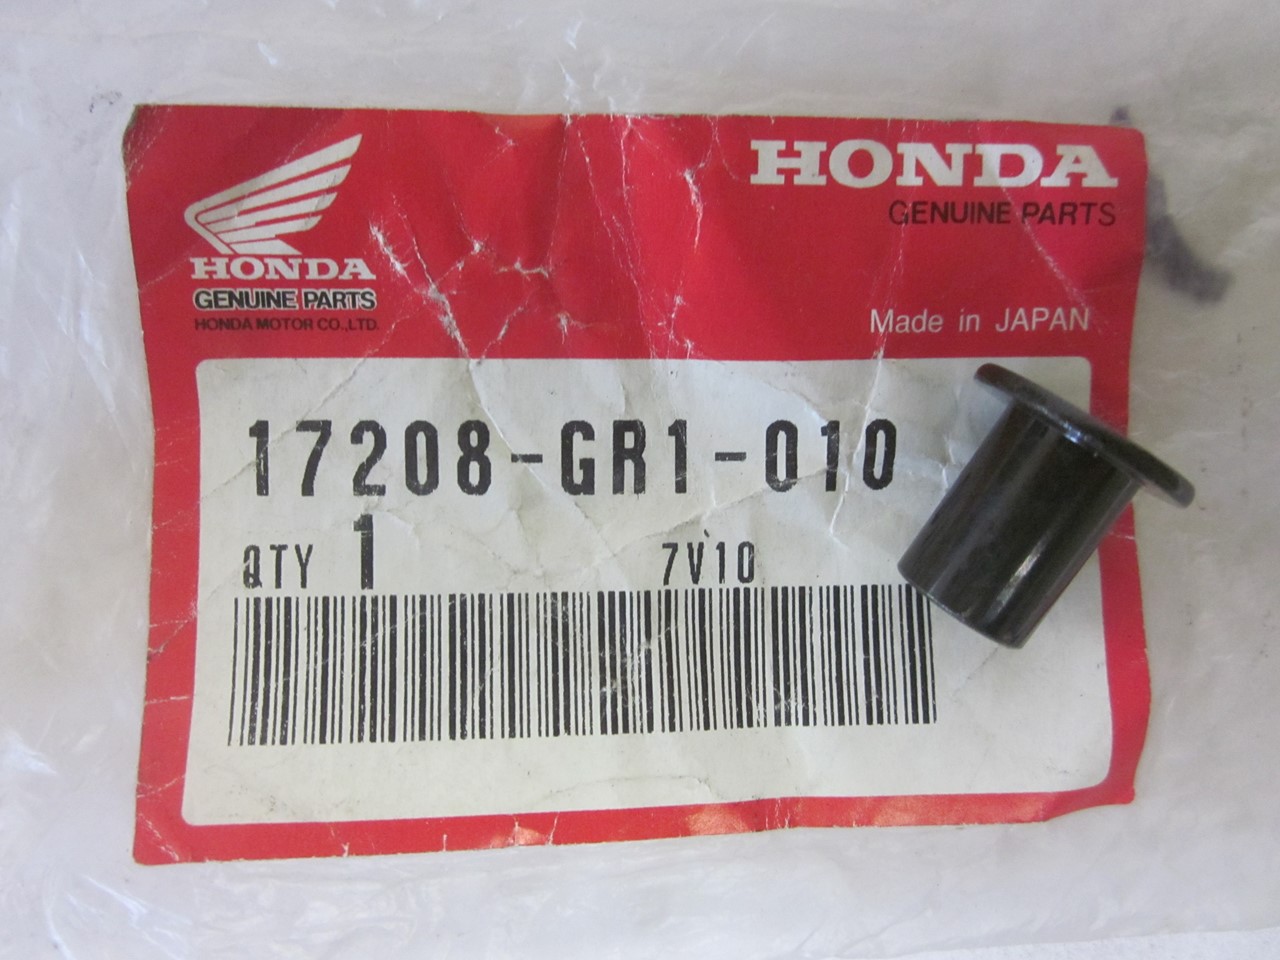 HONDA
GENUINE PARTS
HONDA
GENUINE PARTS
HONDA MOTOR CO.,LTD.
Made in JAPAN
17208-GR1-010
QTY 1 7V10